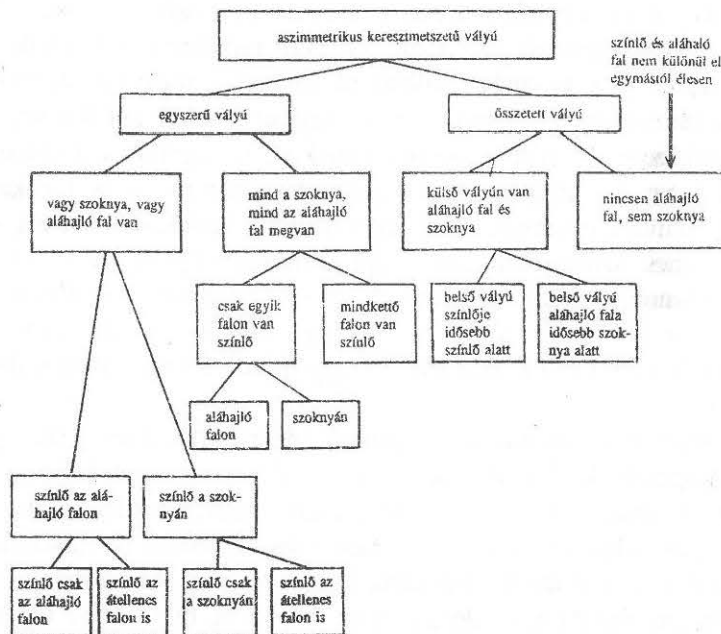 aszimmetrikus keresztmetszetű vályú
színlő és aláhaló
fal nem különül el
egymástól élesen
egyszerű vályú
összetett vályú
vagy szoknya, vagy
aláhajló fal van
mind a szoknya,
mind az aláhajló
fal megvan
külső vályún van
aláhajló fal és
szoknya
nincsen aláhajló
fal, sem szoknya
csak egyik
falon van
színlő
mindkettő
falon van
színlő
belső vályú
színlője
idősebb
színlő alatt
belső vályú
aláhajló fala
idősebb szok-
nya alatt
aláhajló
falon
szoknyán
színlő az alá-
hajló falon
színlő a szok-
nyán
színlő csak
az aláhajló
falon
színlő az
átellenes
falon is
színlő csak
a szoknyán
színlő az
átellenes
falon is